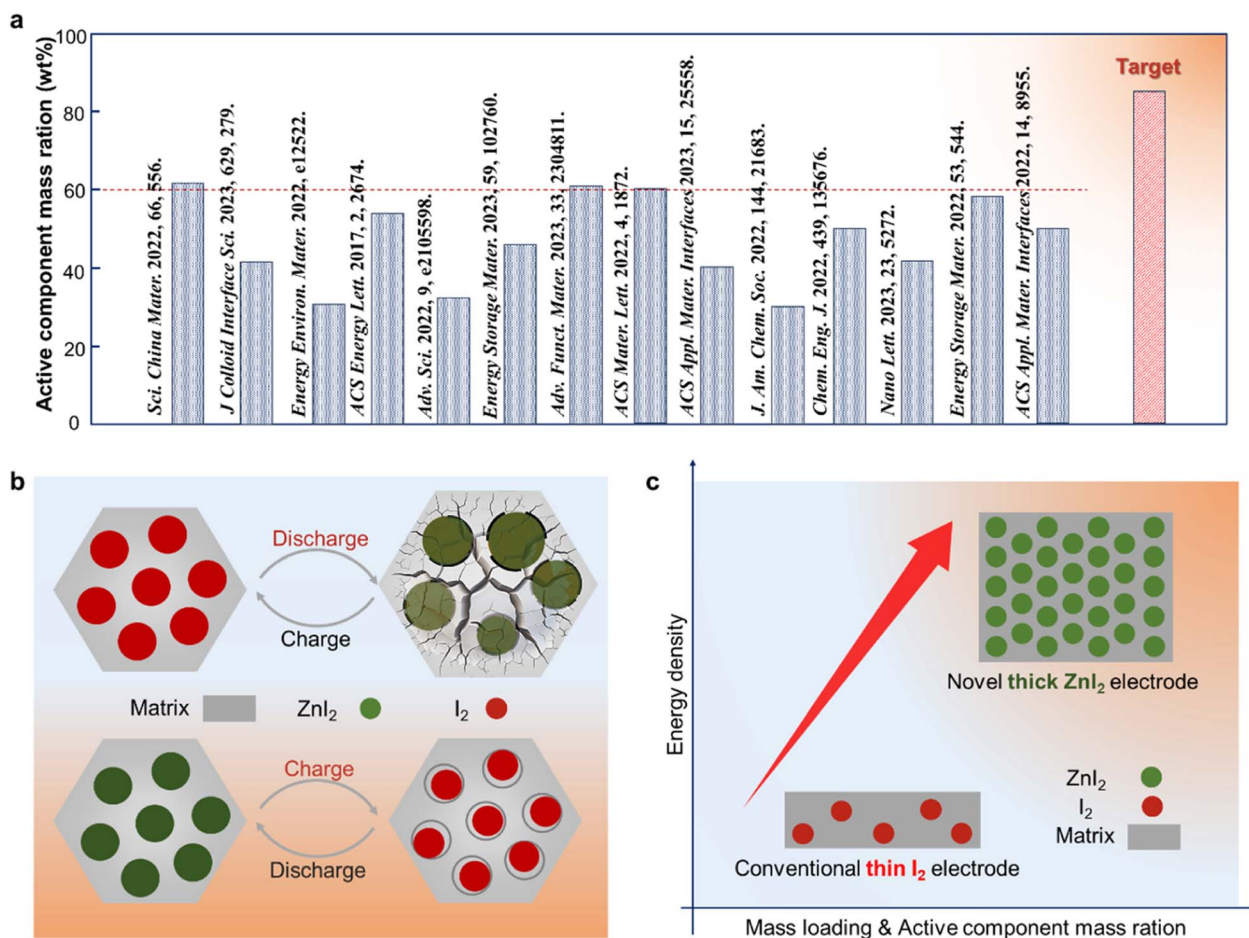 a
Active component mass ration (wt%)
100
80
60
40
20
0
Sci. China Mater. 2022, 66, 556.
J Colloid Interface Sci. 2023, 629, 279.
Energy Environ. Mater. 2022, e12522.
ACS Energy Lett. 2017, 2, 2674.
Adv. Sci. 2022, 9, e2105598.
Energy Storage Mater. 2023, 59, 102760.
Adv. Funct. Mater. 2023, 33, 2304811.
ACS Mater. Lett. 2022, 4, 1872.
ACS Appl. Mater. Interfaces 2023, 15, 25558.
J. Am. Chem. Soc. 2022, 144, 21683.
Chem. Eng. J. 2022, 439, 135676.
Nano Lett. 2023, 23, 5272.
Energy Storage Mater. 2022, 53, 544.
ACS Appl. Mater. Interfaces 2022, 14, 8955.
Target
b
Discharge
Charge
Matrix
ZnI₂
I₂
Charge
Discharge
c
Energy density
Novel thick ZnI₂ electrode
ZnI₂
I₂
Matrix
Conventional thin I₂ electrode
Mass loading & Active component mass ration